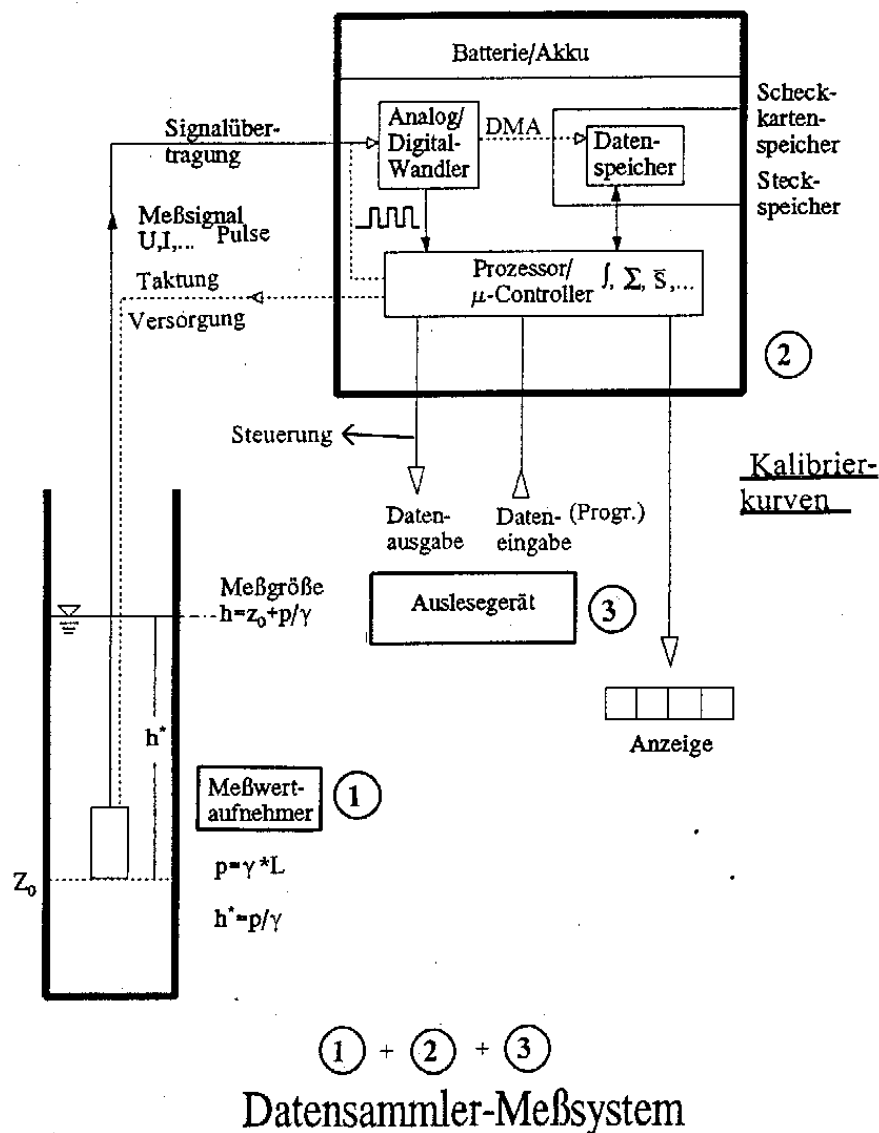 Batterie/Akku
Scheck-
kartenspeicher
Steck-
speicher
Signalüber-
tragung
Analog/
Digital-
Wandler
DMA
Daten-
speicher
Meßsignal
U,I,... Pulse
Taktung
Versorgung
Prozessor/
μ-Controller
∫, Σ, s̄,...
2
Steuerung
Daten-
ausgabe
Daten- (Progr.)
eingabe
Kalibrier-
kurven
Meßgröße
h=z₀+p/γ
Auslesegerät
3
h*
Anzeige
Meßwert-
aufnehmer
1
p=γ*L
Z₀
h*=p/γ
1 + 2 + 3
Datensammler-Meßsystem